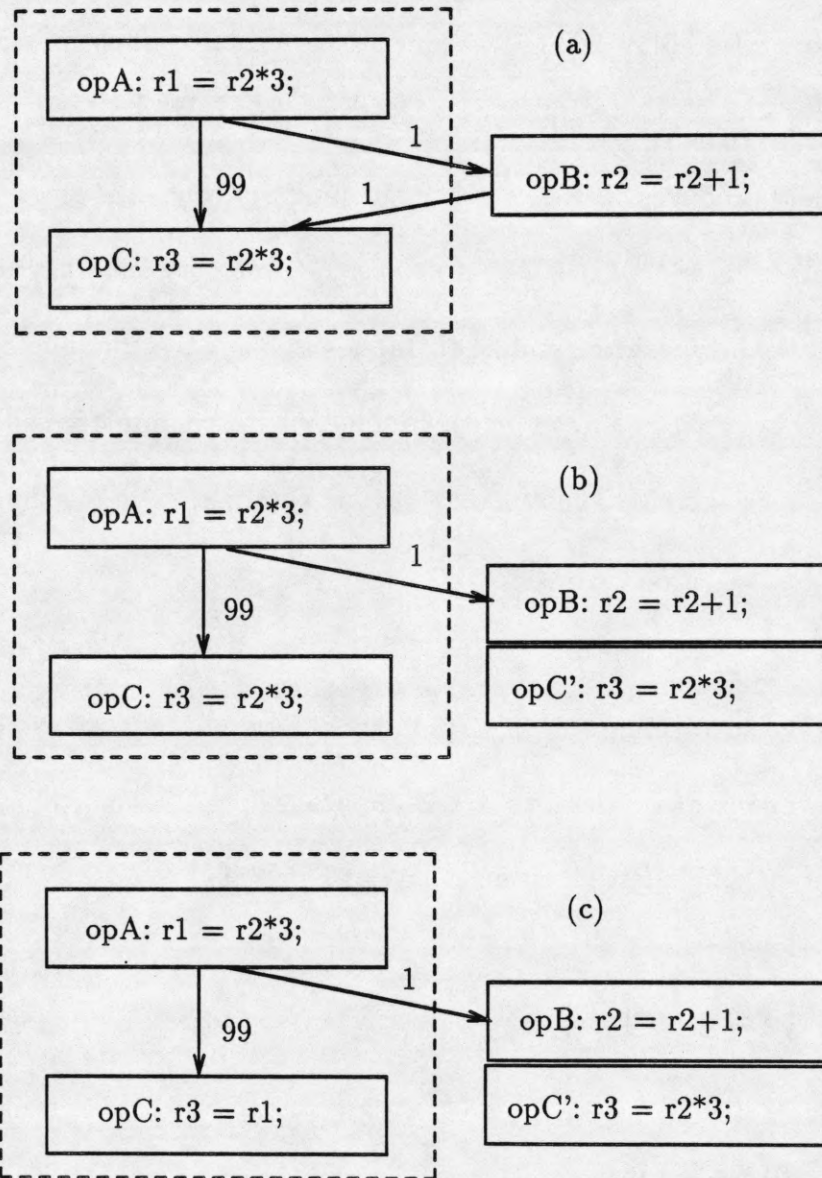 (a)
opA: r1 = r2*3;
1
opB: r2 = r2+1;
99
1
opC: r3 = r2*3;
(b)
opA: r1 = r2*3;
1
opB: r2 = r2+1;
99
opC: r3 = r2*3;
opC': r3 = r2*3;
(c)
opA: r1 = r2*3;
1
opB: r2 = r2+1;
99
opC: r3 = r1;
opC': r3 = r2*3;